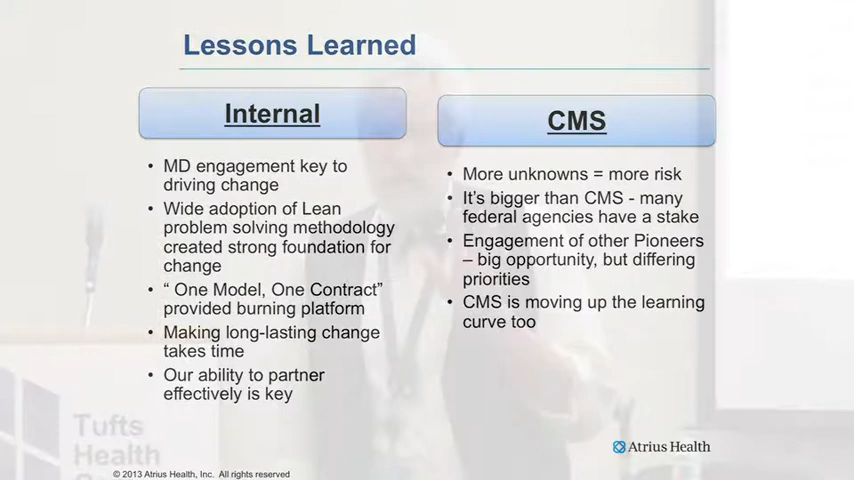 Lessons Learned
Internal
• MD engagement key to
driving change
• Wide adoption of Lean
problem solving methodology
created strong foundation for
change
• “ One Model, One Contract”
provided burning platform
• Making long-lasting change
takes time
• Our ability to partner
effectively is key
CMS
• More unknowns = more risk
• It’s bigger than CMS - many
federal agencies have a stake
• Engagement of other Pioneers
– big opportunity, but differing
priorities
• CMS is moving up the learning
curve too
Tufts
Health
Atrius Health
© 2013 Atrius Health, Inc. All rights reserved